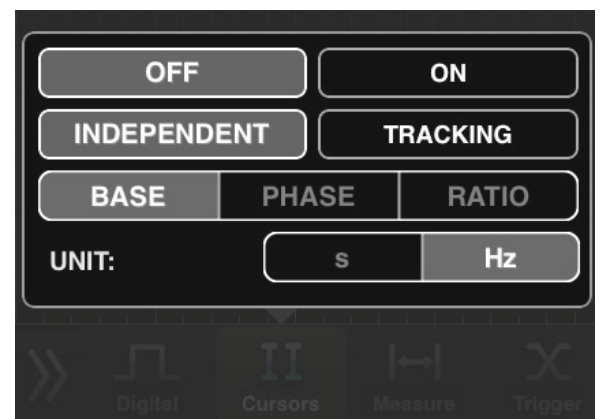 OFF ON
INDEPENDENT TRACKING
BASE PHASE RATIO
UNIT: s Hz
Digital Cursors Measure Trigger